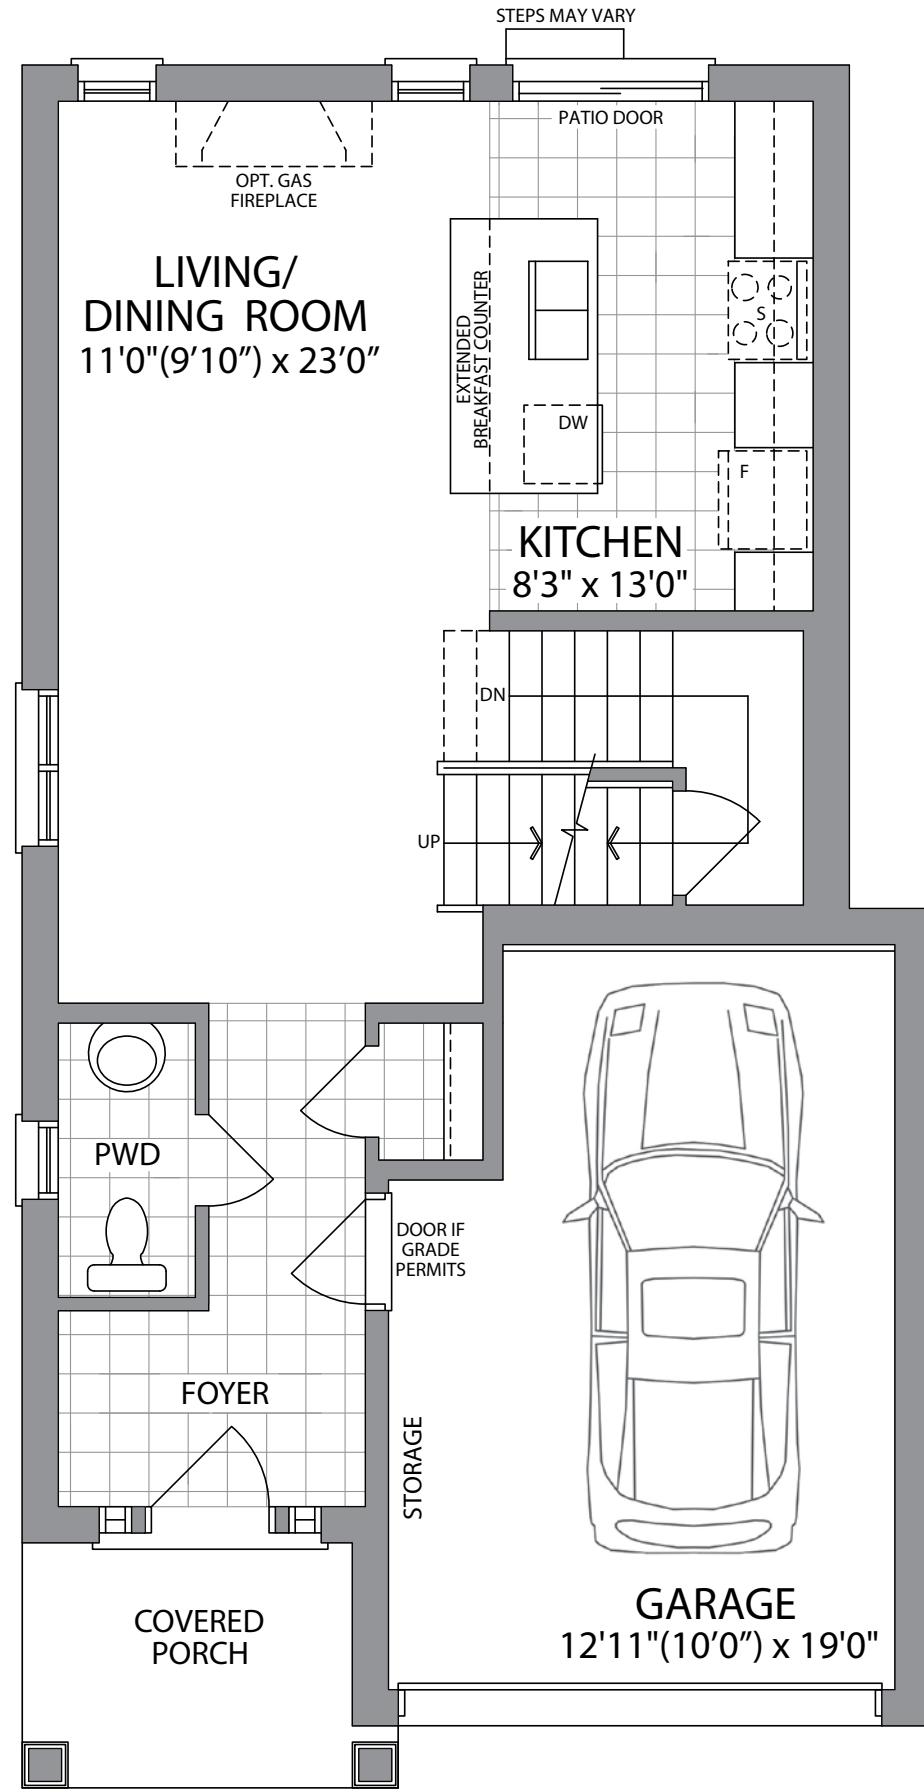 STEPS MAY VARY
PATIO DOOR
OPT. GAS
FIREPLACE
LIVING/
DINING ROOM
11'0"(9'10") x 23'0"
EXTENDED
BREAKFAST COUNTER
S
DW
F
KITCHEN
8'3" x 13'0"
DN
UP
PWD
DOOR IF
GRADE
PERMITS
FOYER
STORAGE
GARAGE
12'11"(10'0") x 19'0"
COVERED
PORCH